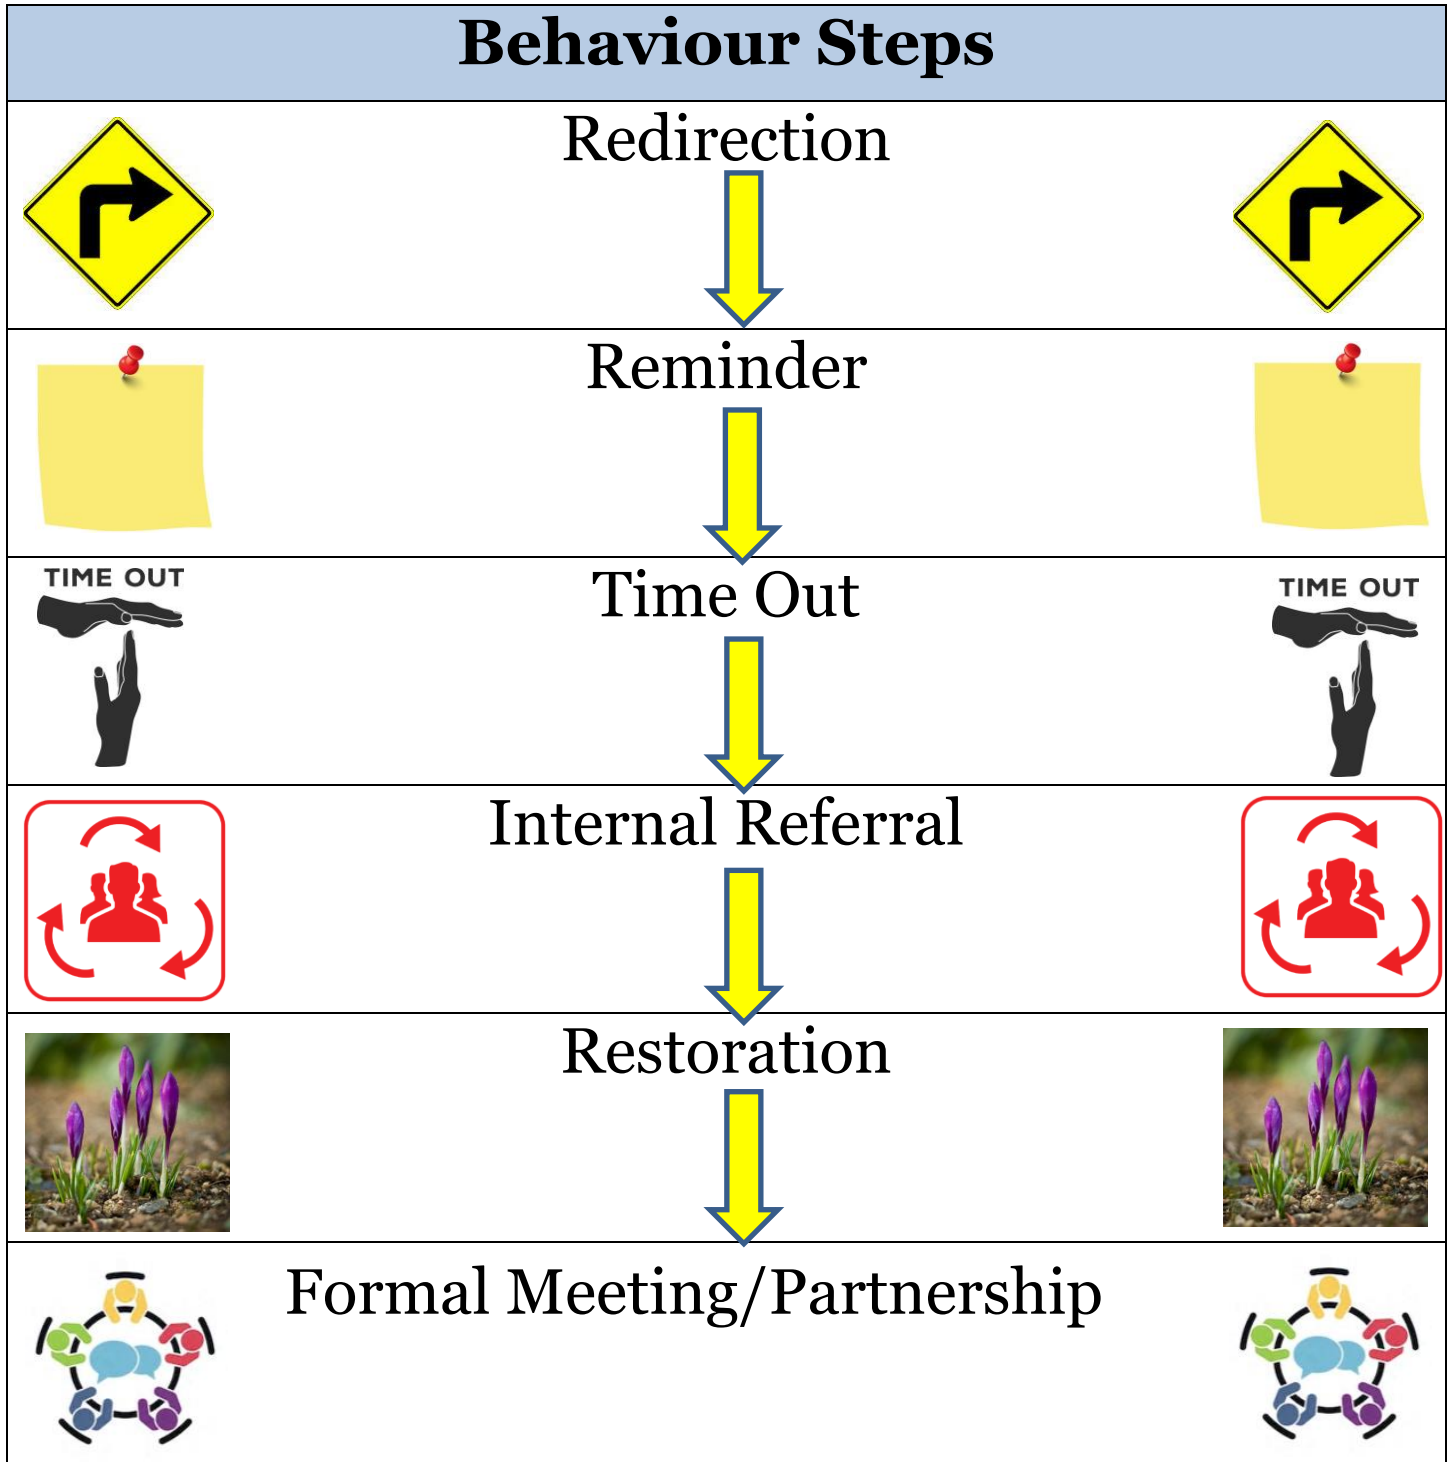 Behaviour Steps
Redirection
Reminder
TIME OUT
Time Out
TIME OUT
Internal Referral
Restoration
Formal Meeting/Partnership